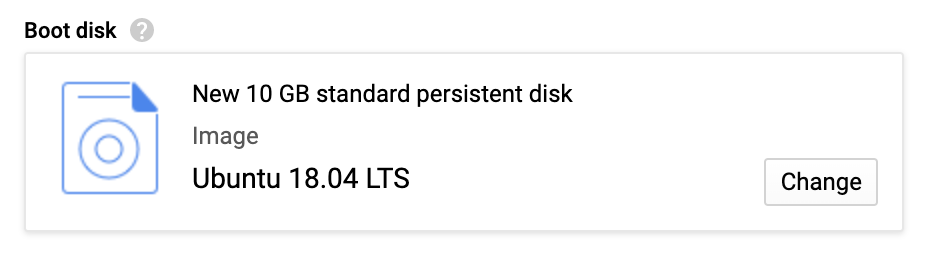 Boot disk ?
New 10 GB standard persistent disk
Image
Ubuntu 18.04 LTS
Change